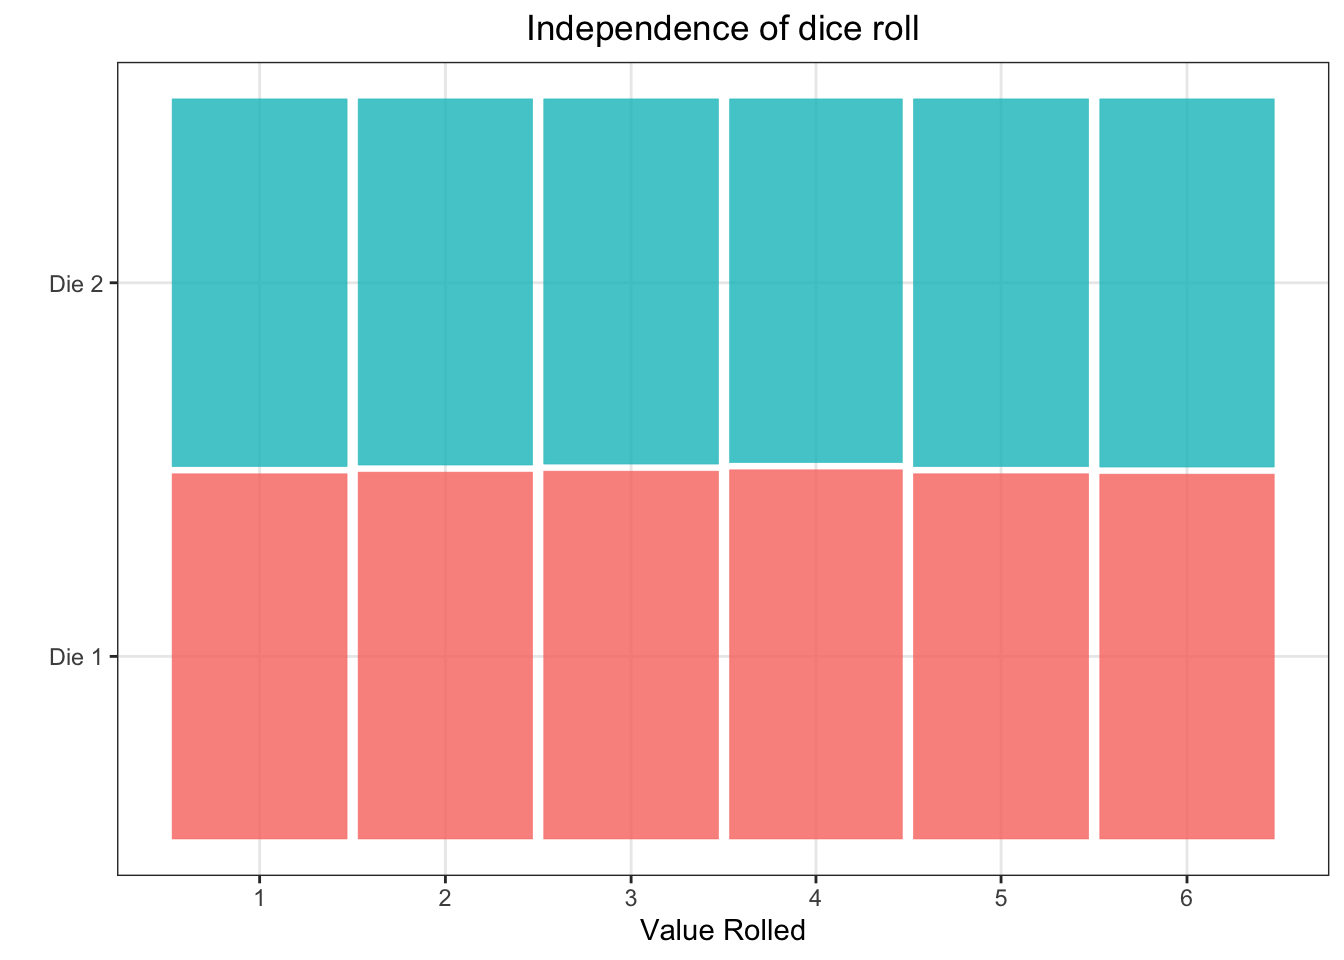 Independence of dice roll
Die 2
Die 1
1 2 3 4 5 6
Value Rolled